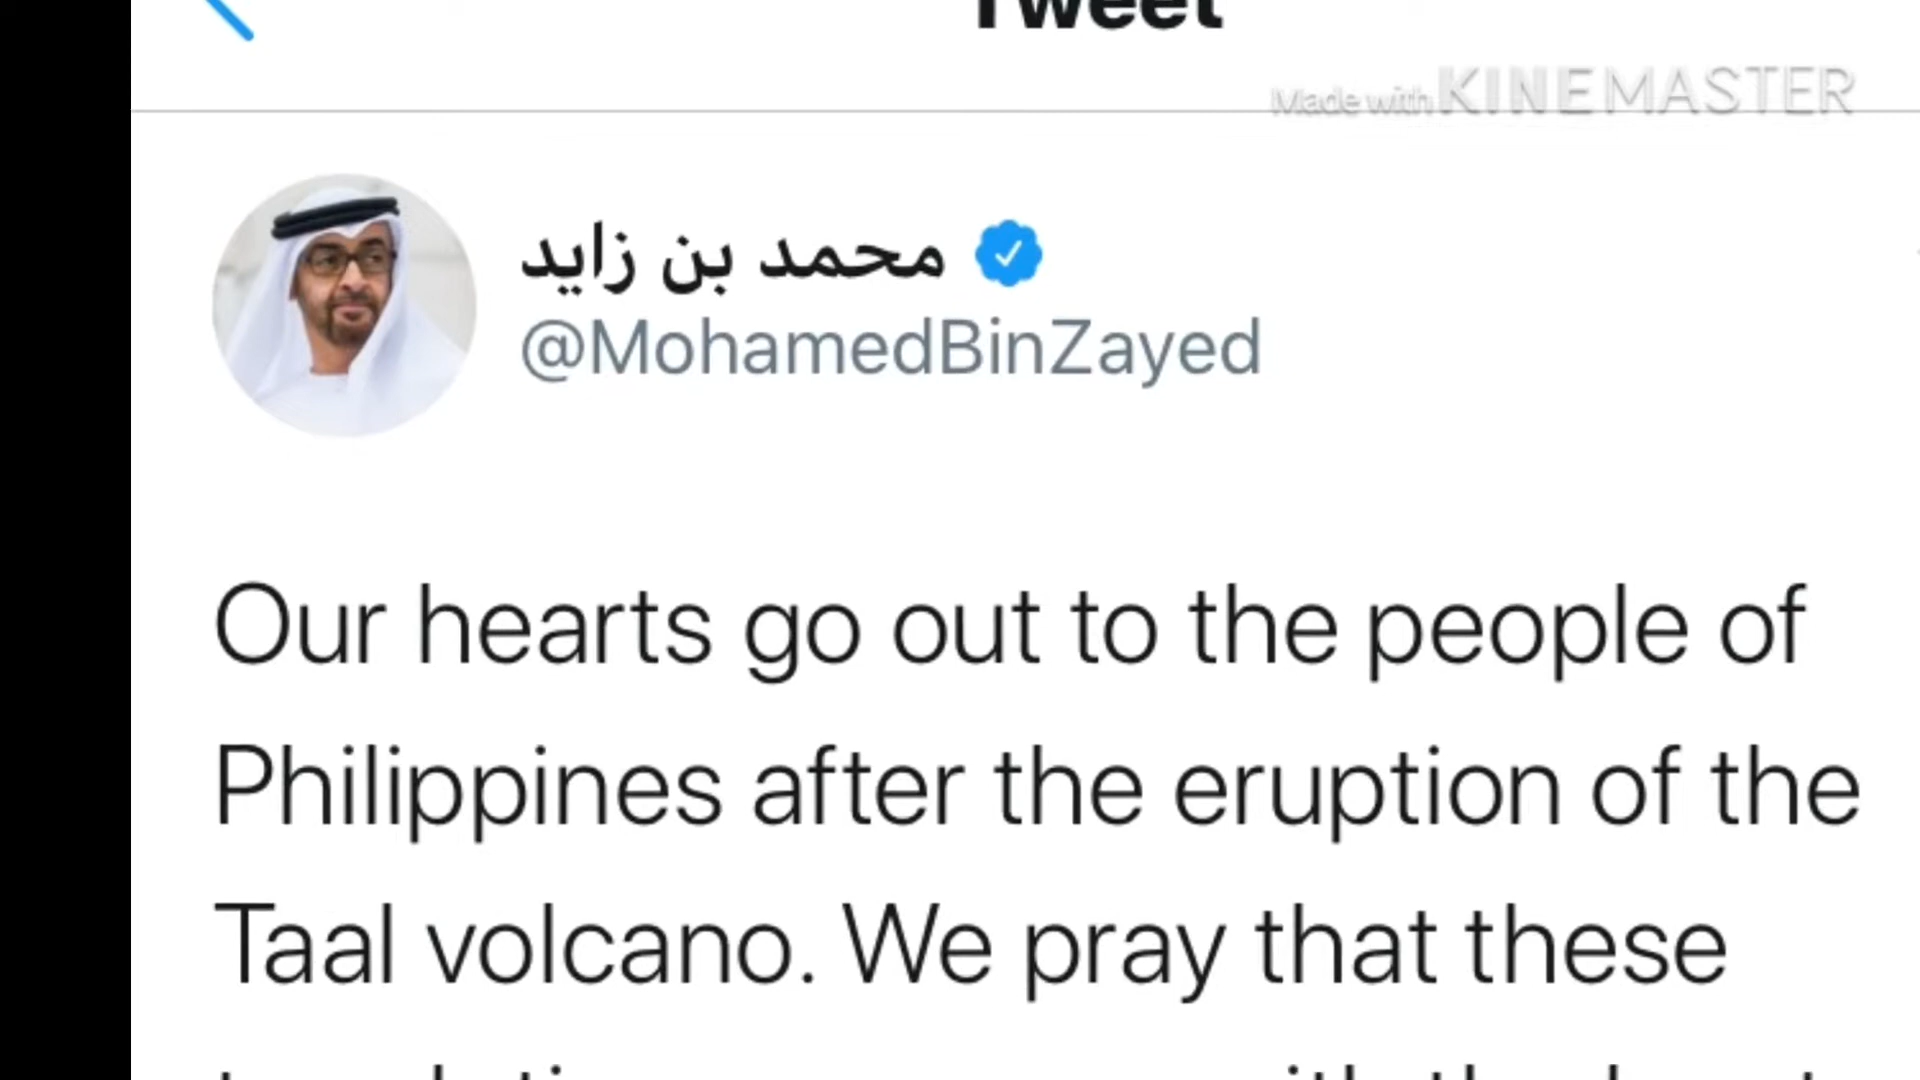 Tweet
Made with KINEMASTER
محمد بن زايد
@MohamedBinZayed
Our hearts go out to the people of
Philippines after the eruption of the
Taal volcano. We pray that these